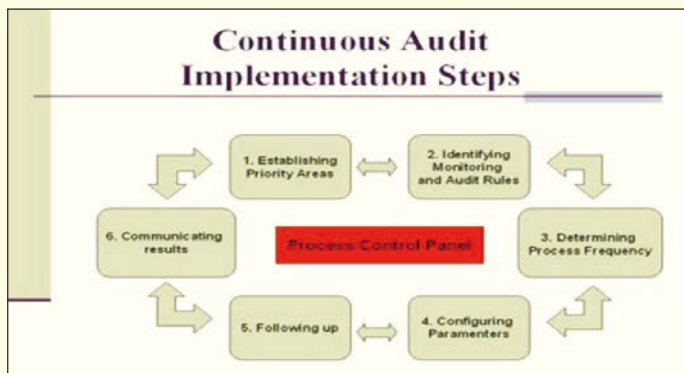 Continuous Audit
Implementation Steps
1. Establishing
Priority Areas
2. Identifying
Monitoring
and Audit Rules
6. Communicating
results
Process Control Panel
3. Determining
Process Frequency
5. Following up
4. Configuring
Paramenters